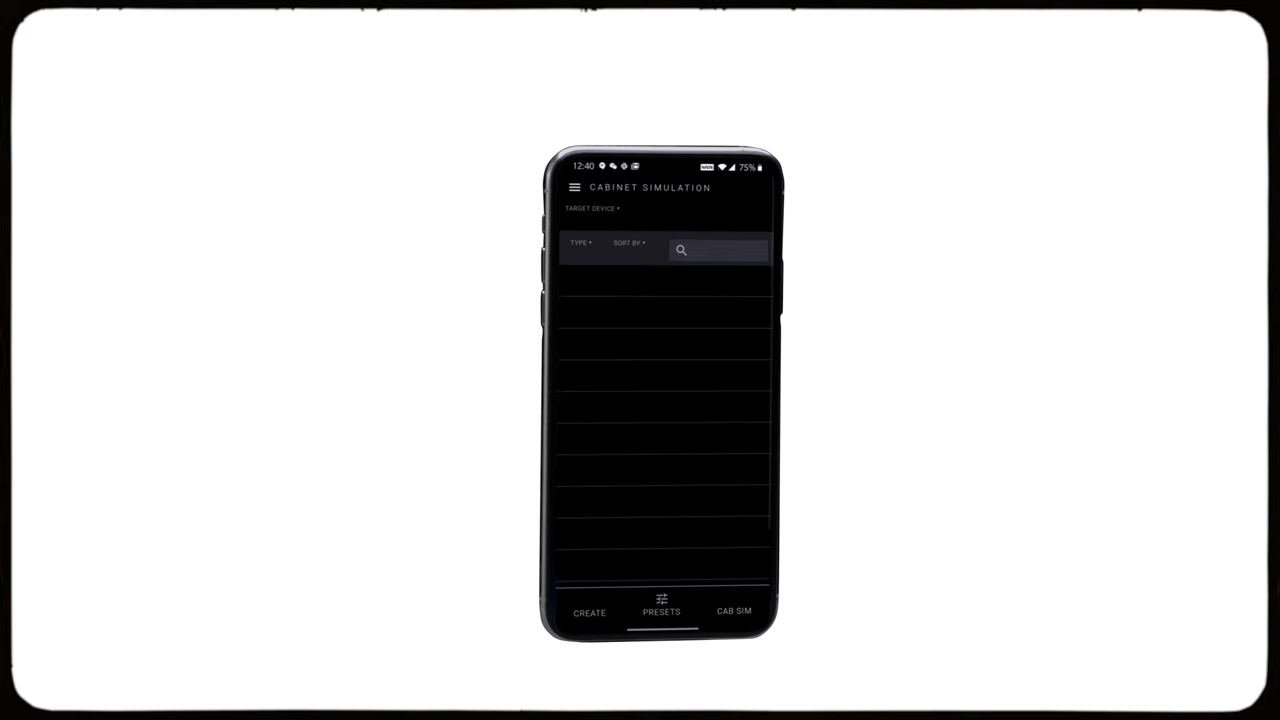 12:40 75%
CABINET SIMULATION
TARGET DEVICE
TYPE SORT BY
CREATE PRESETS CAB SIM